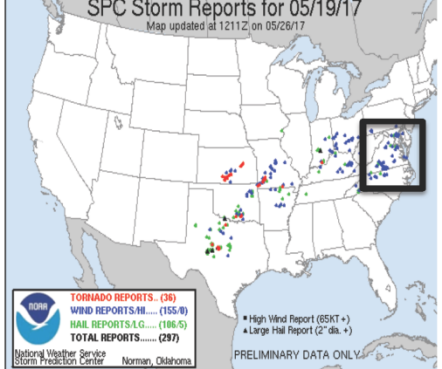 SPC Storm Reports for 05/19/17
Map updated at 1211Z on 05/26/17
TORNADO REPORTS.. (36)
WIND REPORTS/HI..... (155/0)
HAIL REPORTS/LG..... (106/5)
TOTAL REPORTS....... (297)
NOAA
National Weather Service
Storm Prediction Center Norman, Oklahoma
High Wind Report (65KT +)
Large Hail Report (2" dia. +)
PRELIMINARY DATA ONLY